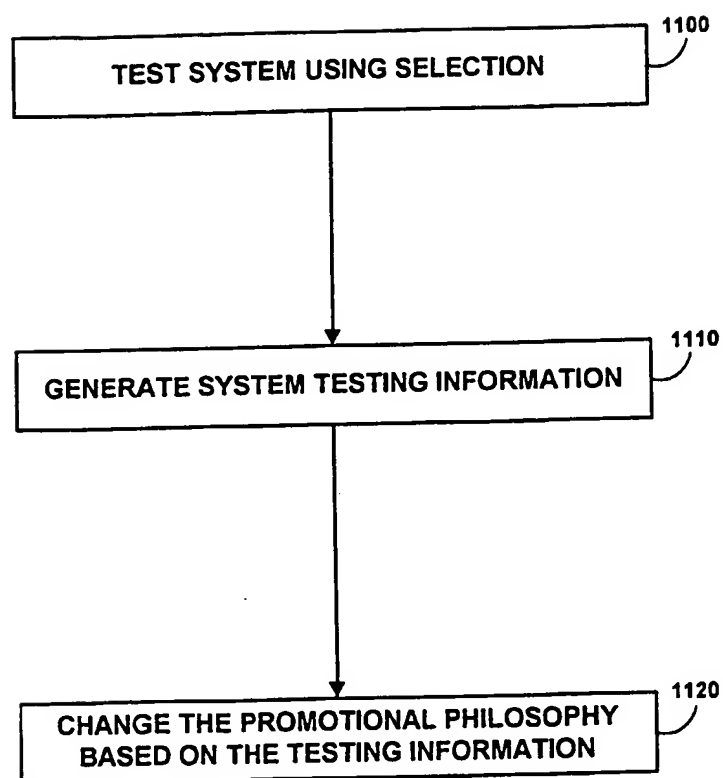 1100
TEST SYSTEM USING SELECTION
1110
GENERATE SYSTEM TESTING INFORMATION
1120
CHANGE THE PROMOTIONAL PHILOSOPHY
BASED ON THE TESTING INFORMATION